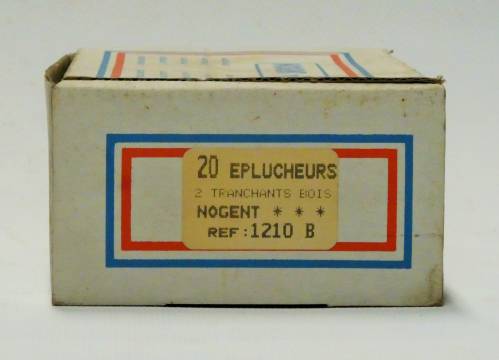 20 EPLUCHEURS
2 TRANCHANTS BOIS
NOGENT * * *
REF : 1210 B